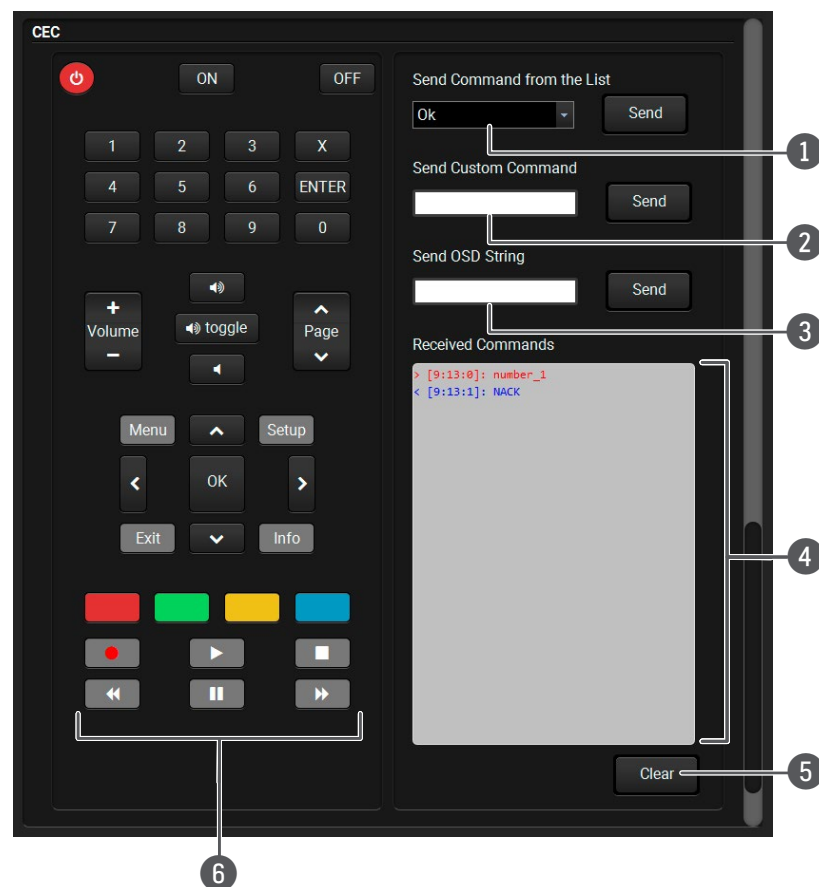 CEC
ON OFF
1 2 3 X
4 5 6 ENTER
7 8 9 0
+
Volume
−
toggle
Page
Menu Setup
OK
Exit Info
Send Command from the List
Ok Send
Send Custom Command
Send
Send OSD String
Send
Received Commands
> [9:13:0]: number_1
< [9:13:1]: NACK
Clear
1
2
3
4
5
6